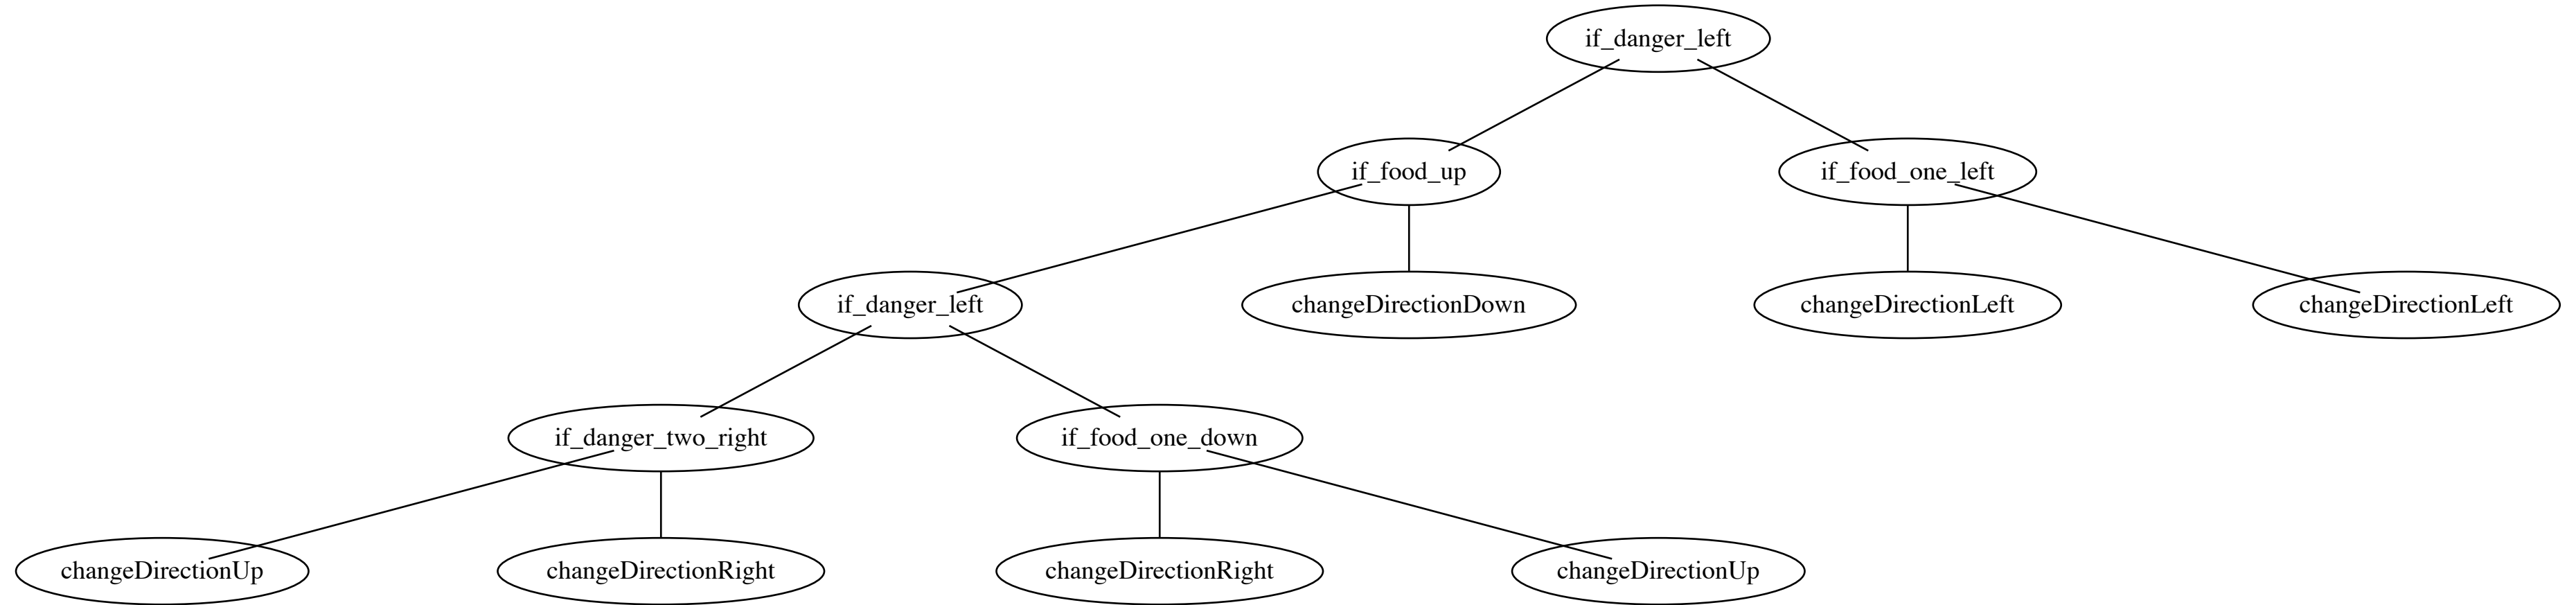 if_danger_left
if_food_up
if_food_one_left
if_danger_left
changeDirectionDown
changeDirectionLeft
changeDirectionLeft
if_danger_two_right
if_food_one_down
changeDirectionUp
changeDirectionRight
changeDirectionRight
changeDirectionUp